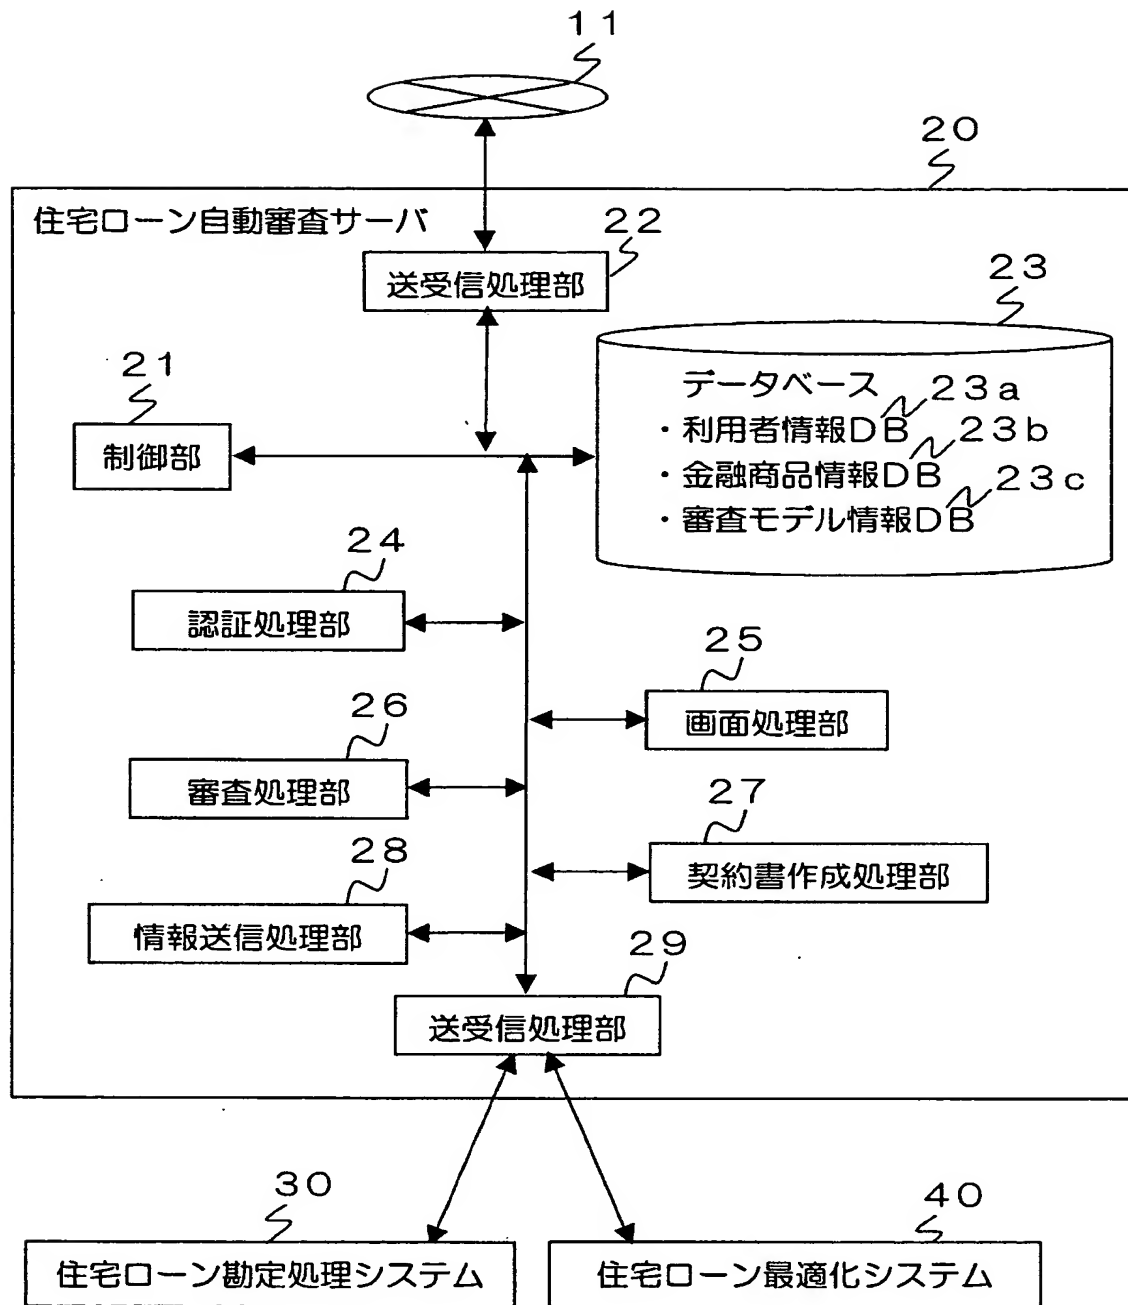 11
20
住宅ローン自動審査サーバ
22
送受信処理部
23
21
制御部
データベース
23a
・利用者情報DB
23b
・金融商品情報DB
23c
・審査モデル情報DB
24
認証処理部
25
画面処理部
26
審査処理部
27
契約書作成処理部
28
情報送信処理部
29
送受信処理部
30
住宅ローン勘定処理システム
40
住宅ローン最適化システム